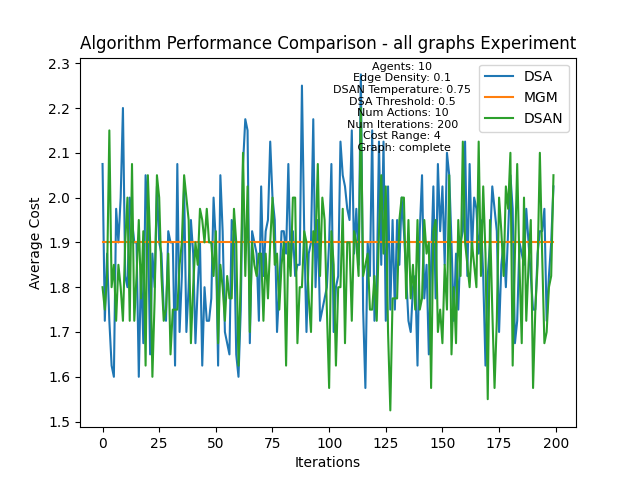 Algorithm Performance Comparison - all graphs Experiment
Agents: 10
Edge Density: 0.1
DSAN Temperature: 0.75
DSA Threshold: 0.5
Num Actions: 10
Num Iterations: 200
Cost Range: 4
Graph: complete
DSA
MGM
DSAN
2.3
2.2
2.1
2.0
1.9
1.8
1.7
1.6
1.5
Average Cost
0 25 50 75 100 125 150 175 200
Iterations